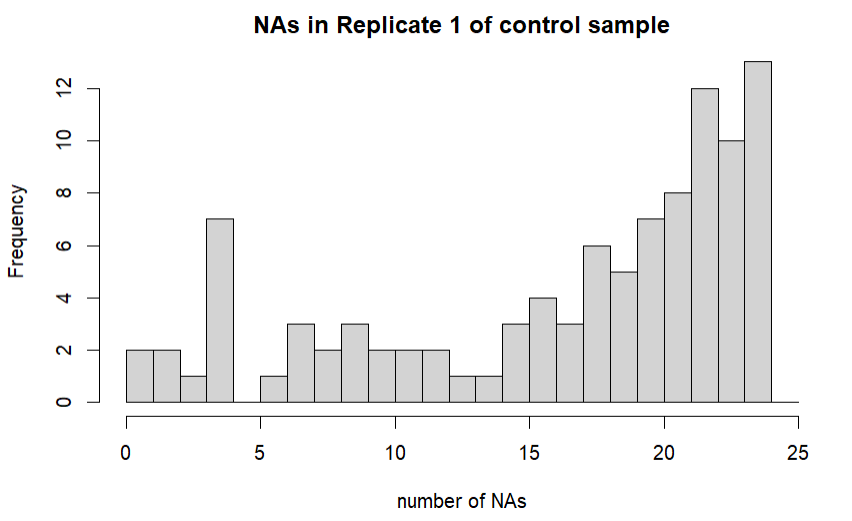 NAs in Replicate 1 of control sample
Frequency
12
10
8
6
4
2
0
0 5 10 15 20 25
number of NAs